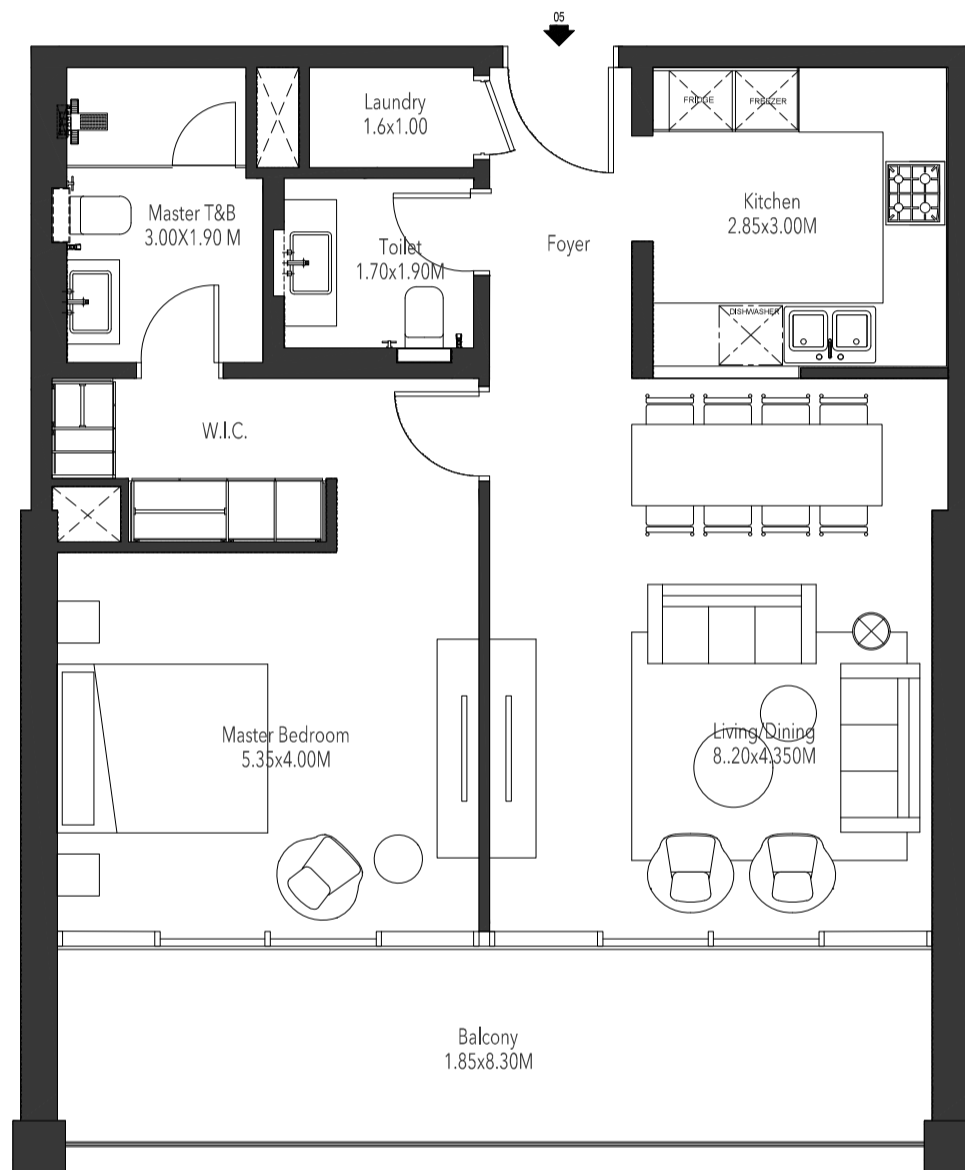 05
Laundry
1.6x1.00
FRIDGE
FREEZER
Master T&B
3.00X1.90 M
Toilet
1.70x1.90M
Foyer
Kitchen
2.85x3.00M
DISHWASHER
W.I.C.
Master Bedroom
5.35x4.00M
Living/Dining
8..20x4.350M
Balcony
1.85x8.30M